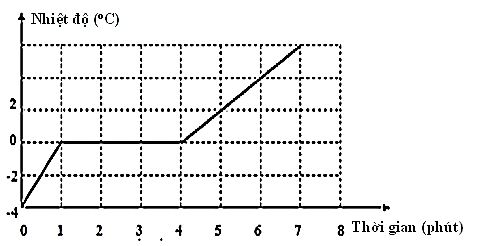 Nhiệt độ (ºC)
2
0
-2
-4
0 1 2 3 4 5 6 7 8 Thời gian (phút)